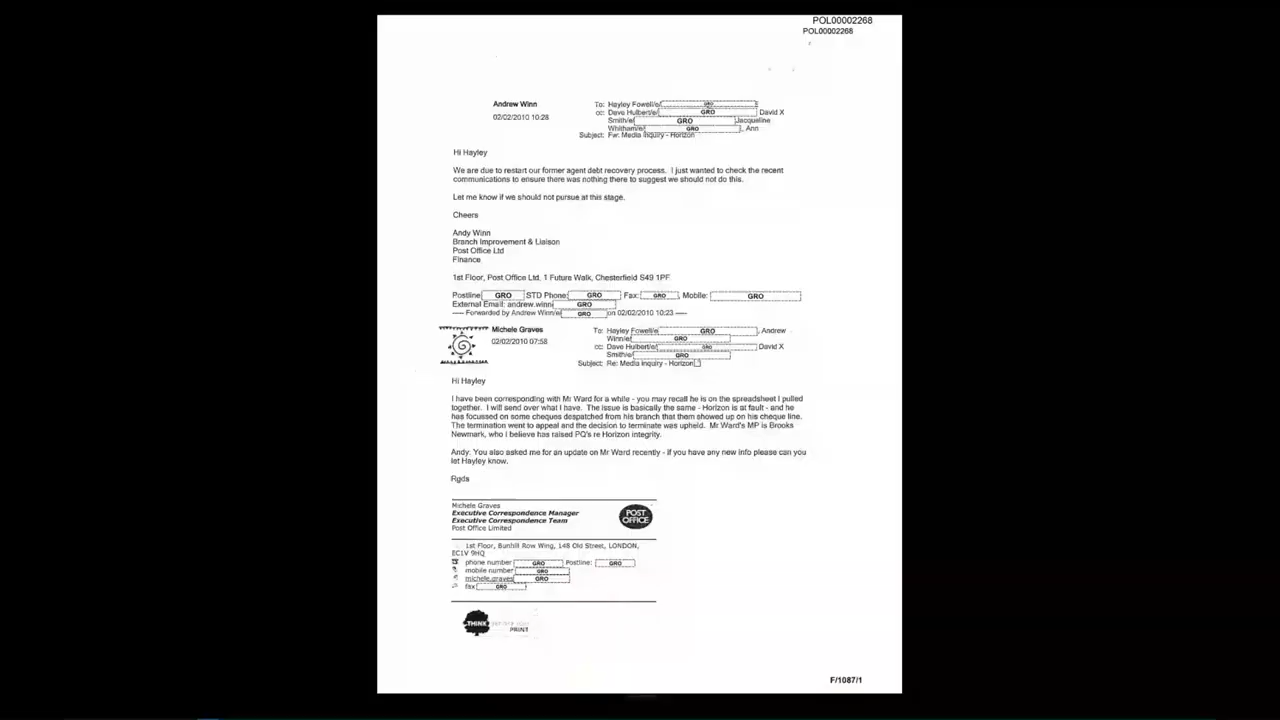 POL00002268
POL00002268
Andrew Winn
02/02/2010 10:28
To: Hayley Fowell/e GRO
cc: Dave Hulbert/e GRO David X
Smith/e GRO Jacqueline
Whitham/e GRO , Ann
Subject: Fw: Media Inquiry - Horizon
Hi Hayley
We are due to restart our former agent debt recovery process. I just wanted to check the recent
communications to ensure there was nothing there to suggest we should not do this.
Let me know if we should not pursue at this stage.
Cheers
Andy Winn
Branch Improvement & Liaison
Post Office Ltd
Finance
1st Floor, Post Office Ltd, 1 Future Walk, Chesterfield S49 1PF
Postline GRO STD Phone: GRO Fax: GRO , Mobile: GRO
External Email: andrew.winn GRO
----- Forwarded by Andrew Winn/e GRO on 02/02/2010 10:23 -----
Michele Graves
02/02/2010 07:58
To: Hayley Fowell/e GRO , Andrew
Winn/e GRO
cc: Dave Hulbert/e GRO David X
Smith/e GRO
Subject: Re: Media Inquiry - Horizon
Hi Hayley
I have been corresponding with Mr Ward for a while - you may recall he is on the spreadsheet I pulled
together. I will send over what I have. The issue is basically the same - Horizon is at fault - and he
has focussed on some cheques despatched from his branch that them showed up on his cheque line.
The termination went to appeal and the decision to terminate was upheld. Mr Ward's MP is Brooks
Newmark, who I believe has raised PQ's re Horizon integrity.
Andy. You also asked me for an update on Mr Ward recently - if you have any new info please can you
let Hayley know.
Rgds
Michele Graves
Executive Correspondence Manager
Executive Correspondence Team
Post Office Limited
POST
OFFICE
1st Floor, Bunhill Row Wing, 148 Old Street, LONDON,
EC1V 9HQ
phone number GRO Postline: GRO
mobile number GRO
michele.graves GRO
fax GRO
THINK
PRINT
F/1087/1